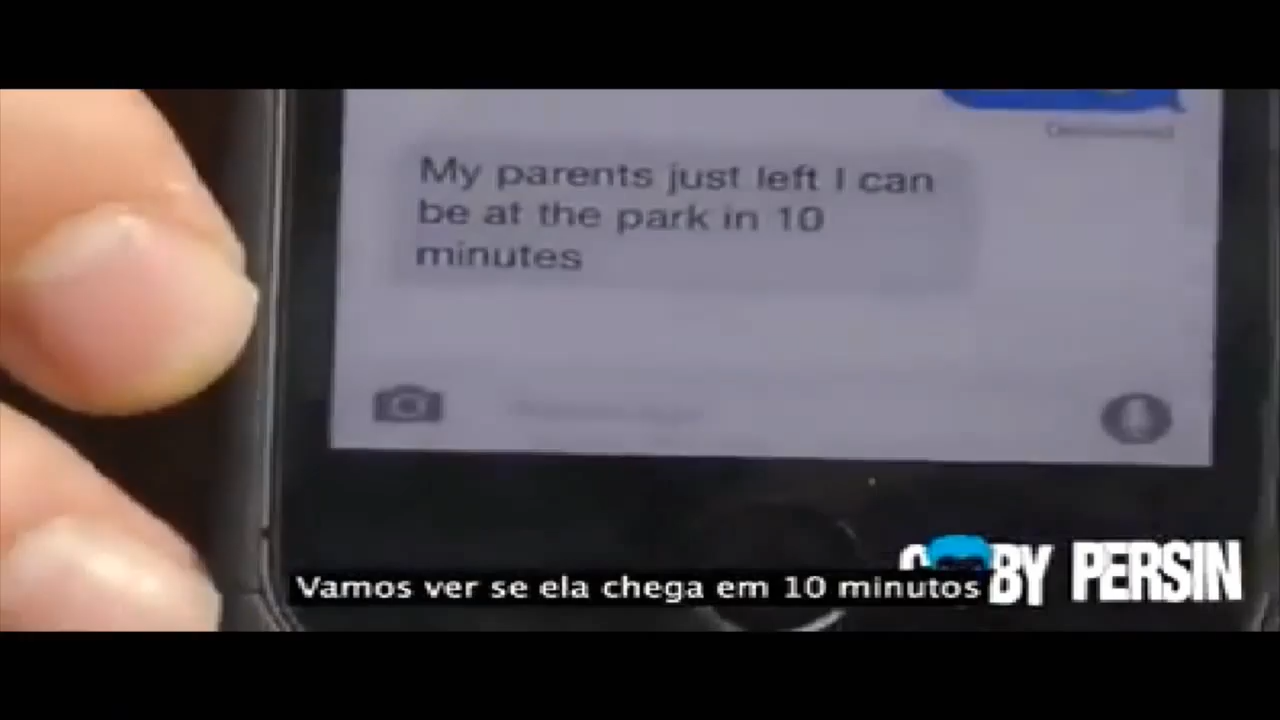 My parents just left I can
be at the park in 10
minutes
Vamos ver se ela chega em 10 minutos
BY PERSIN